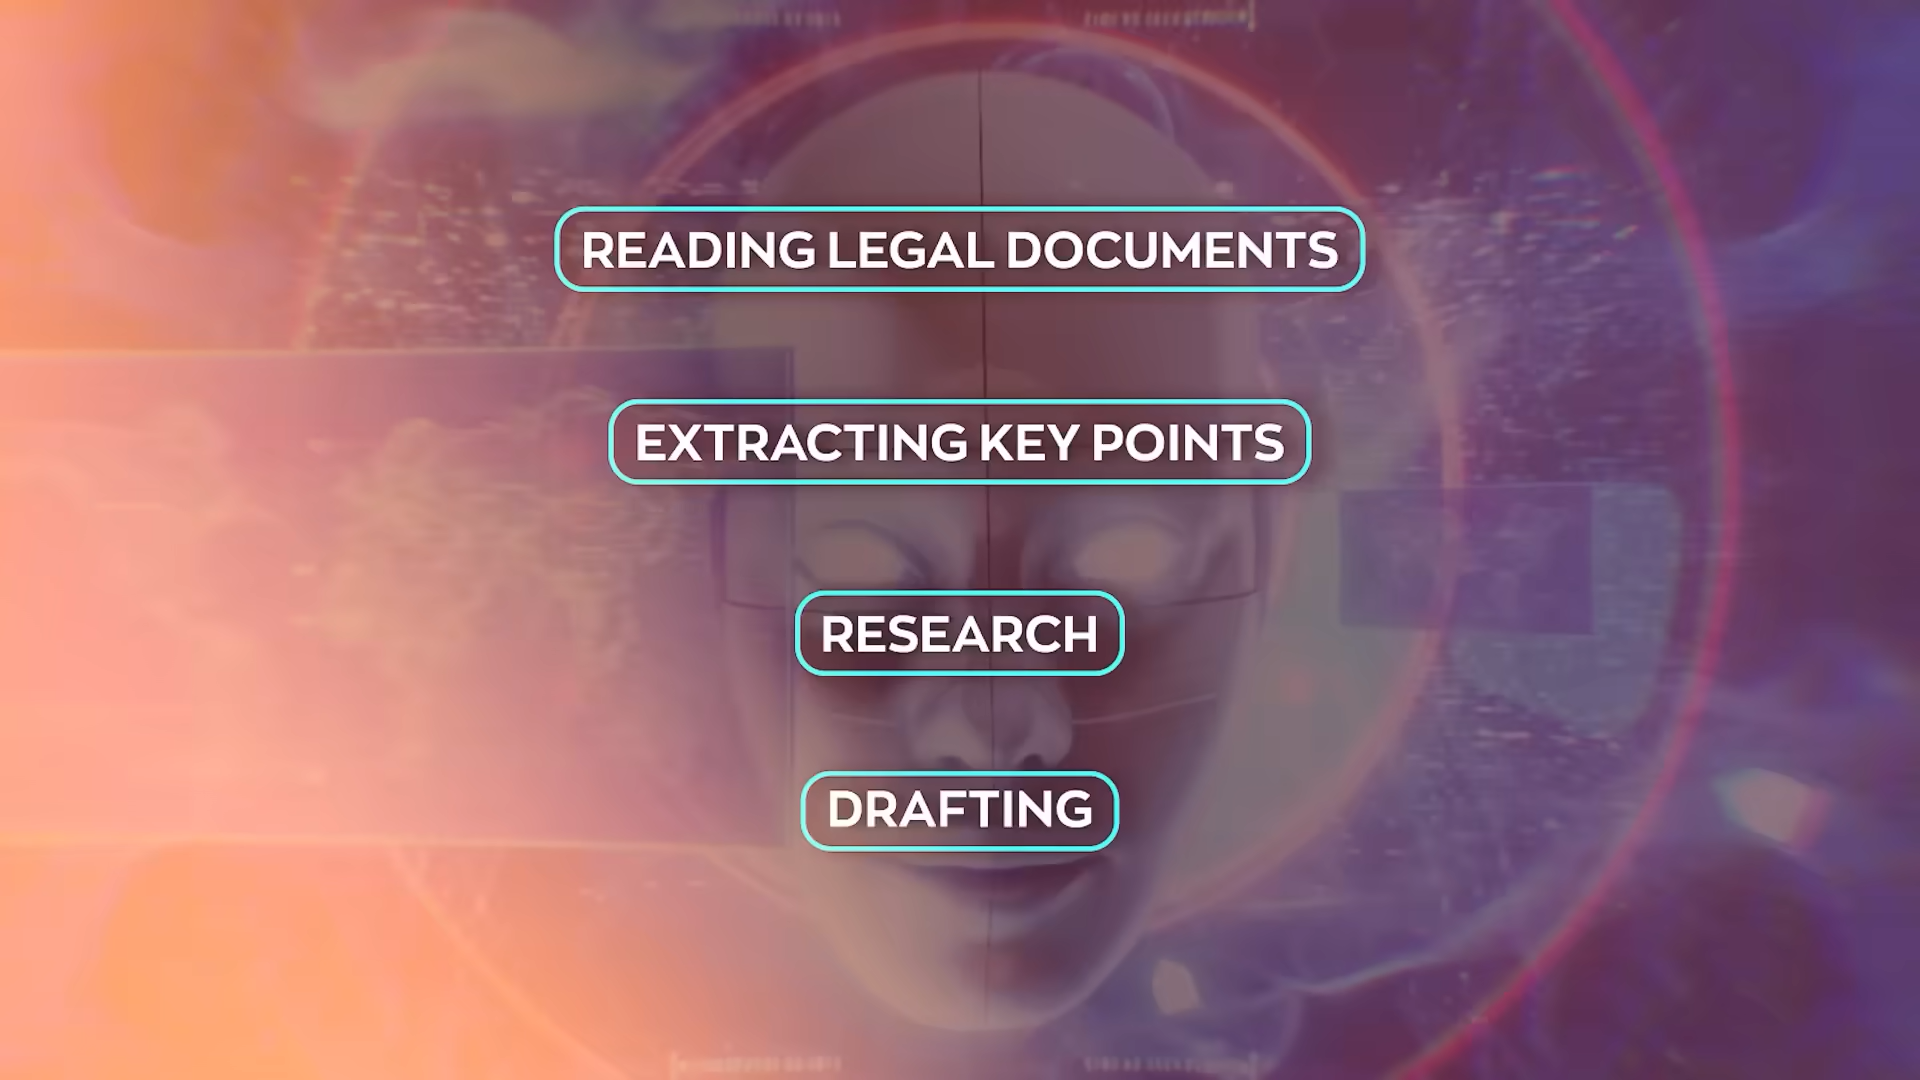 READING LEGAL DOCUMENTS
EXTRACTING KEY POINTS
RESEARCH
DRAFTING